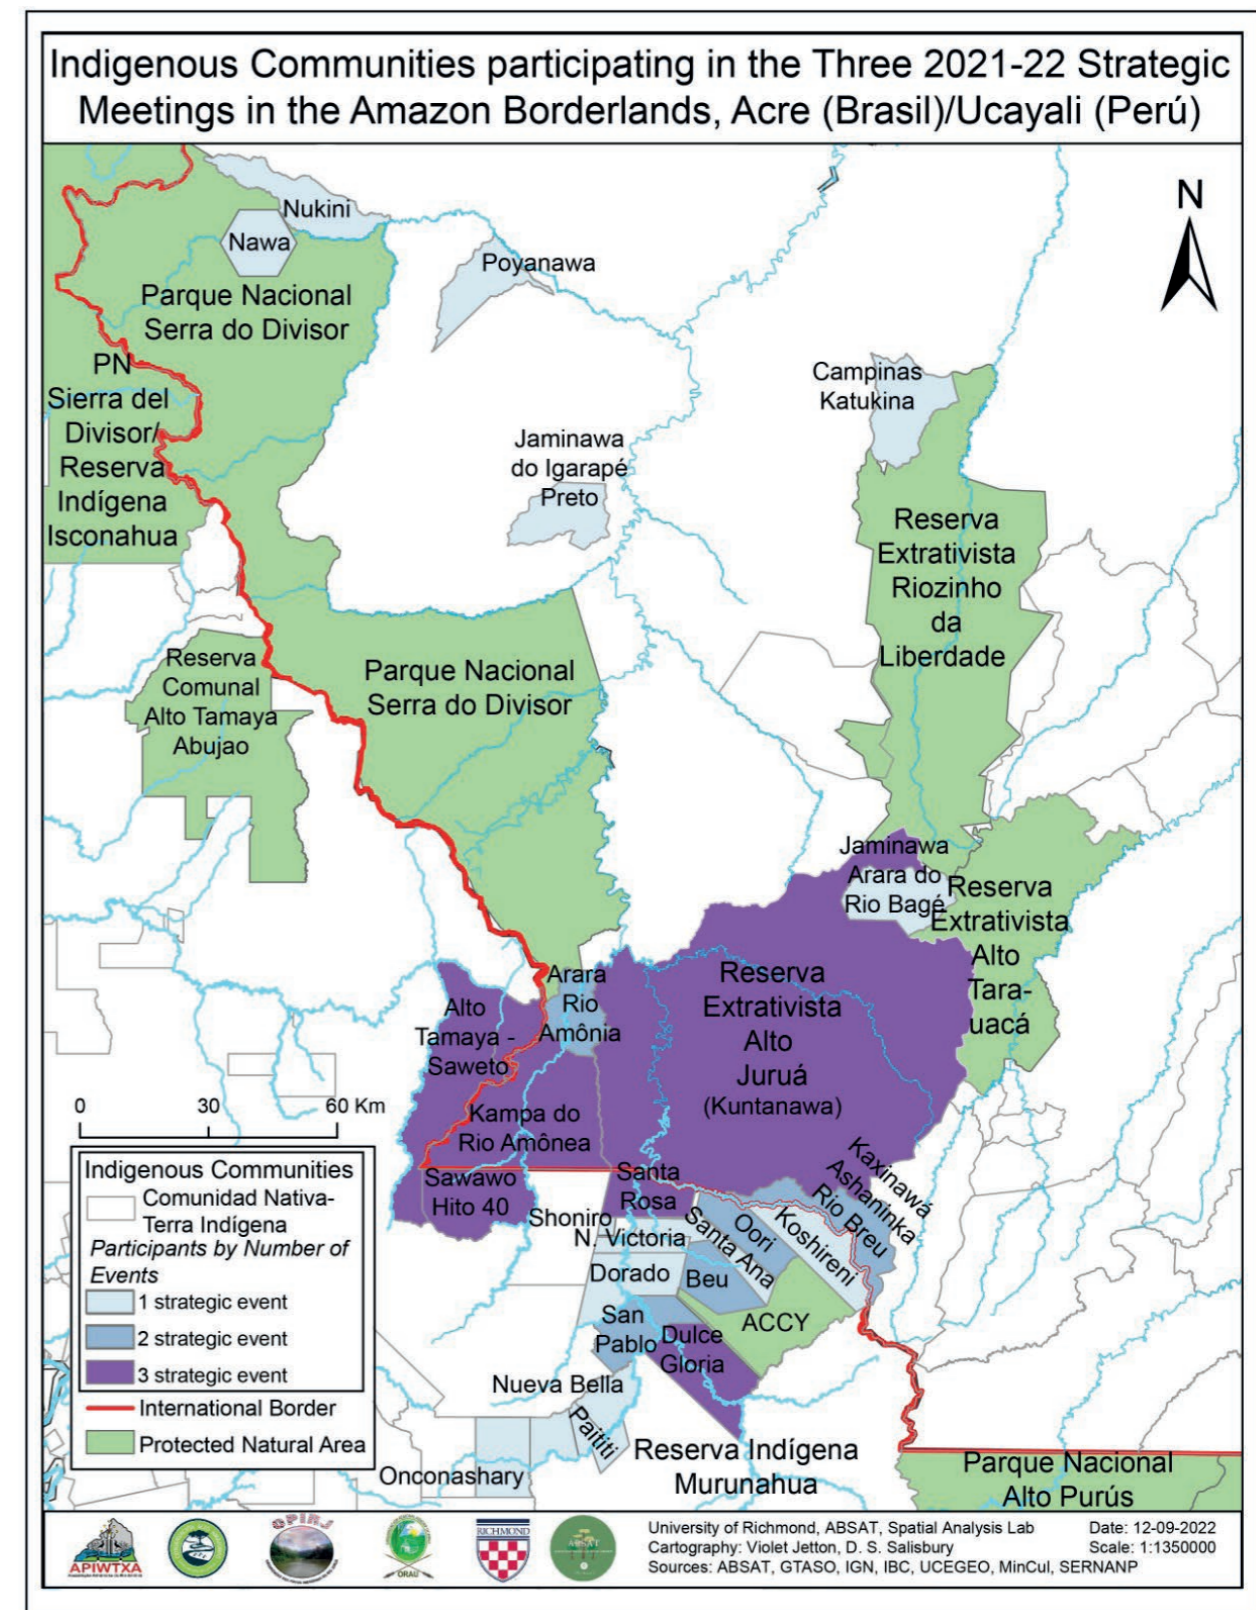 Indigenous Communities participating in the Three 2021-22 Strategic
Meetings in the Amazon Borderlands, Acre (Brasil)/Ucayali (Perú)
N
Nukini
Nawa
Poyanawa
Parque Nacional
Serra do Divisor
PN
Sierra del
Divisor/
Reserva
Indígena
Isconahua
Campinas
Katukina
Jaminawa
do Igarapé
Preto
Reserva
Extrativista
Riozinho
da
Liberdade
Reserva
Comunal
Alto Tamaya
Abujao
Parque Nacional
Serra do Divisor
Jaminawa
Arara do
Rio Bagé
Reserva
Extrativista
Alto
Tara-
uacá
Arara
Rio
Amônia
Alto
Tamaya -
Saweto
Reserva
Extrativista
Alto
Juruá
(Kuntanawa)
Kampa do
Rio Amônea
Sawawo
Hito 40
Santa
Rosa
Kaxinawá
Ashaninka
Rio Breu
Shoniro
N. Victoria
Santa Ana
Oori
Koshireni
Dorado
Beu
San
Pablo
ACCY
Dulce
Gloria
Nueva Bella
Paititi
Onconashary
Reserva Indígena
Murunahua
Parque Nacional
Alto Purús
0 30 60 Km
Indigenous Communities
Comunidad Nativa-
Terra Indígena
Participants by Number of
Events
1 strategic event
2 strategic event
3 strategic event
International Border
Protected Natural Area
APIWTXA
OPIRJ
ORAU
RICHMOND
ABSAT
University of Richmond, ABSAT, Spatial Analysis Lab
Cartography: Violet Jetton, D. S. Salisbury
Sources: ABSAT, GTASO, IGN, IBC, UCEGEO, MinCul, SERNANP
Date: 12-09-2022
Scale: 1:1350000